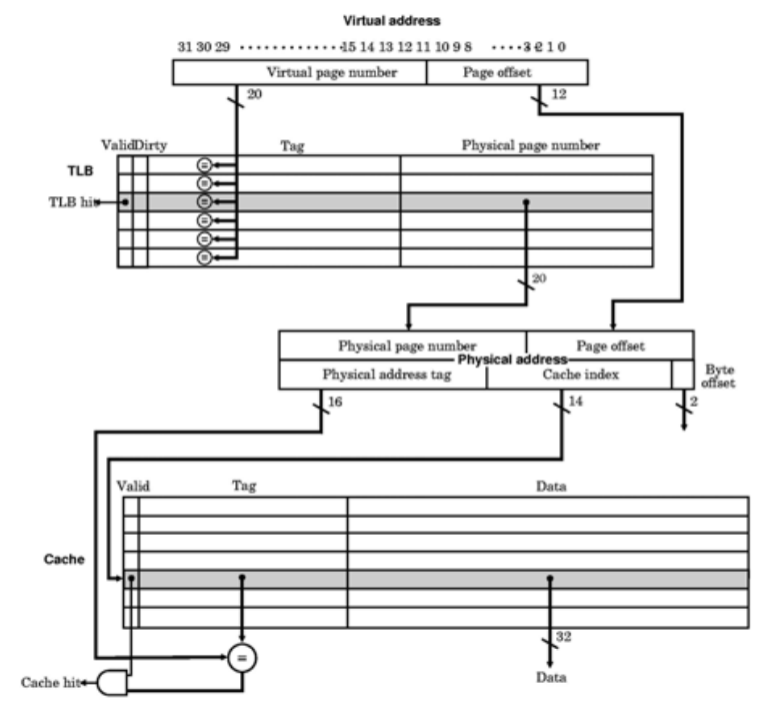 Virtual address
31 30 29 ············· 15 14 13 12 11 10 9 8 ···· 3 2 1 0
Virtual page number Page offset
20 12
ValidDirty Tag Physical page number
TLB
=
=
TLB hit =
=
=
=
20
Physical page number Page offset
Physical address
Physical address tag Cache index Byte offset
16 14 2
Valid Tag Data
Cache
32
=
Cache hit Data